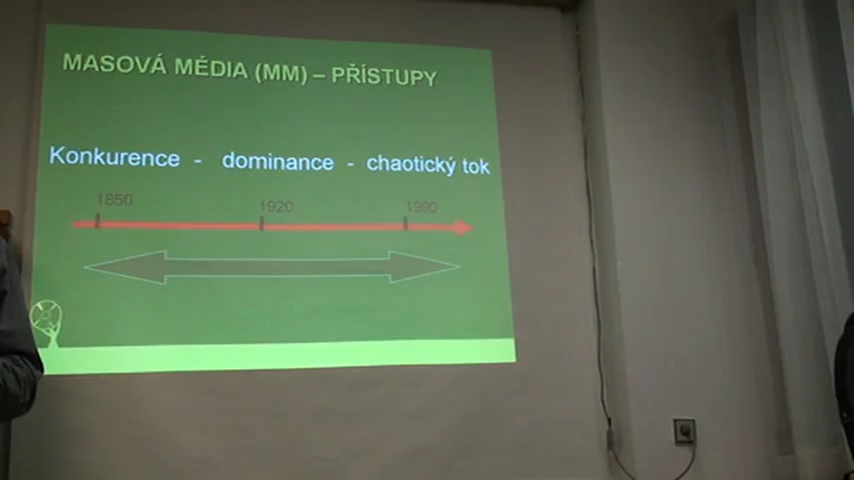 MASOVÁ MÉDIA (MM) – PŘÍSTUPY
Konkurence - dominance - chaotický tok
1850 1920 1990